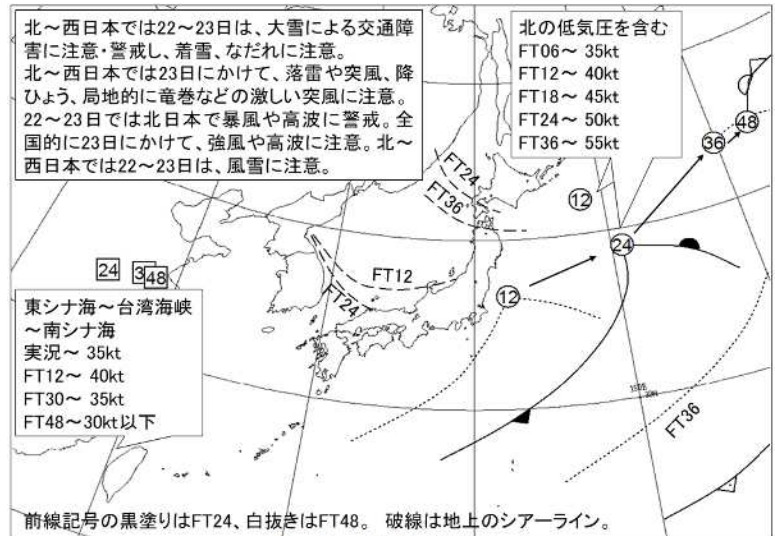 北～西日本では22～23日は、大雪による交通障
害に注意・警戒し、着雪、なだれに注意。
北～西日本では23日にかけて、落雷や突風、降
ひょう、局地的に竜巻などの激しい突風に注意。
22～23日では北日本で暴風や高波に警戒。全
国的に23日にかけて、強風や高波に注意。北～
西日本では22～23日は、風雪に注意。
北の低気圧を含む
FT06～ 35kt
FT12～ 40kt
FT18～ 45kt
FT24～ 50kt
FT36～ 55kt
48
36
FT24
FT36
12
24
FT12
FT24
12
24
48
東シナ海～台湾海峡
～南シナ海
実況～ 35kt
FT12～ 40kt
FT30～ 35kt
FT48～30kt以下
FT36
前線記号の黒塗りはFT24、白抜きはFT48。 破線は地上のシアーライン。